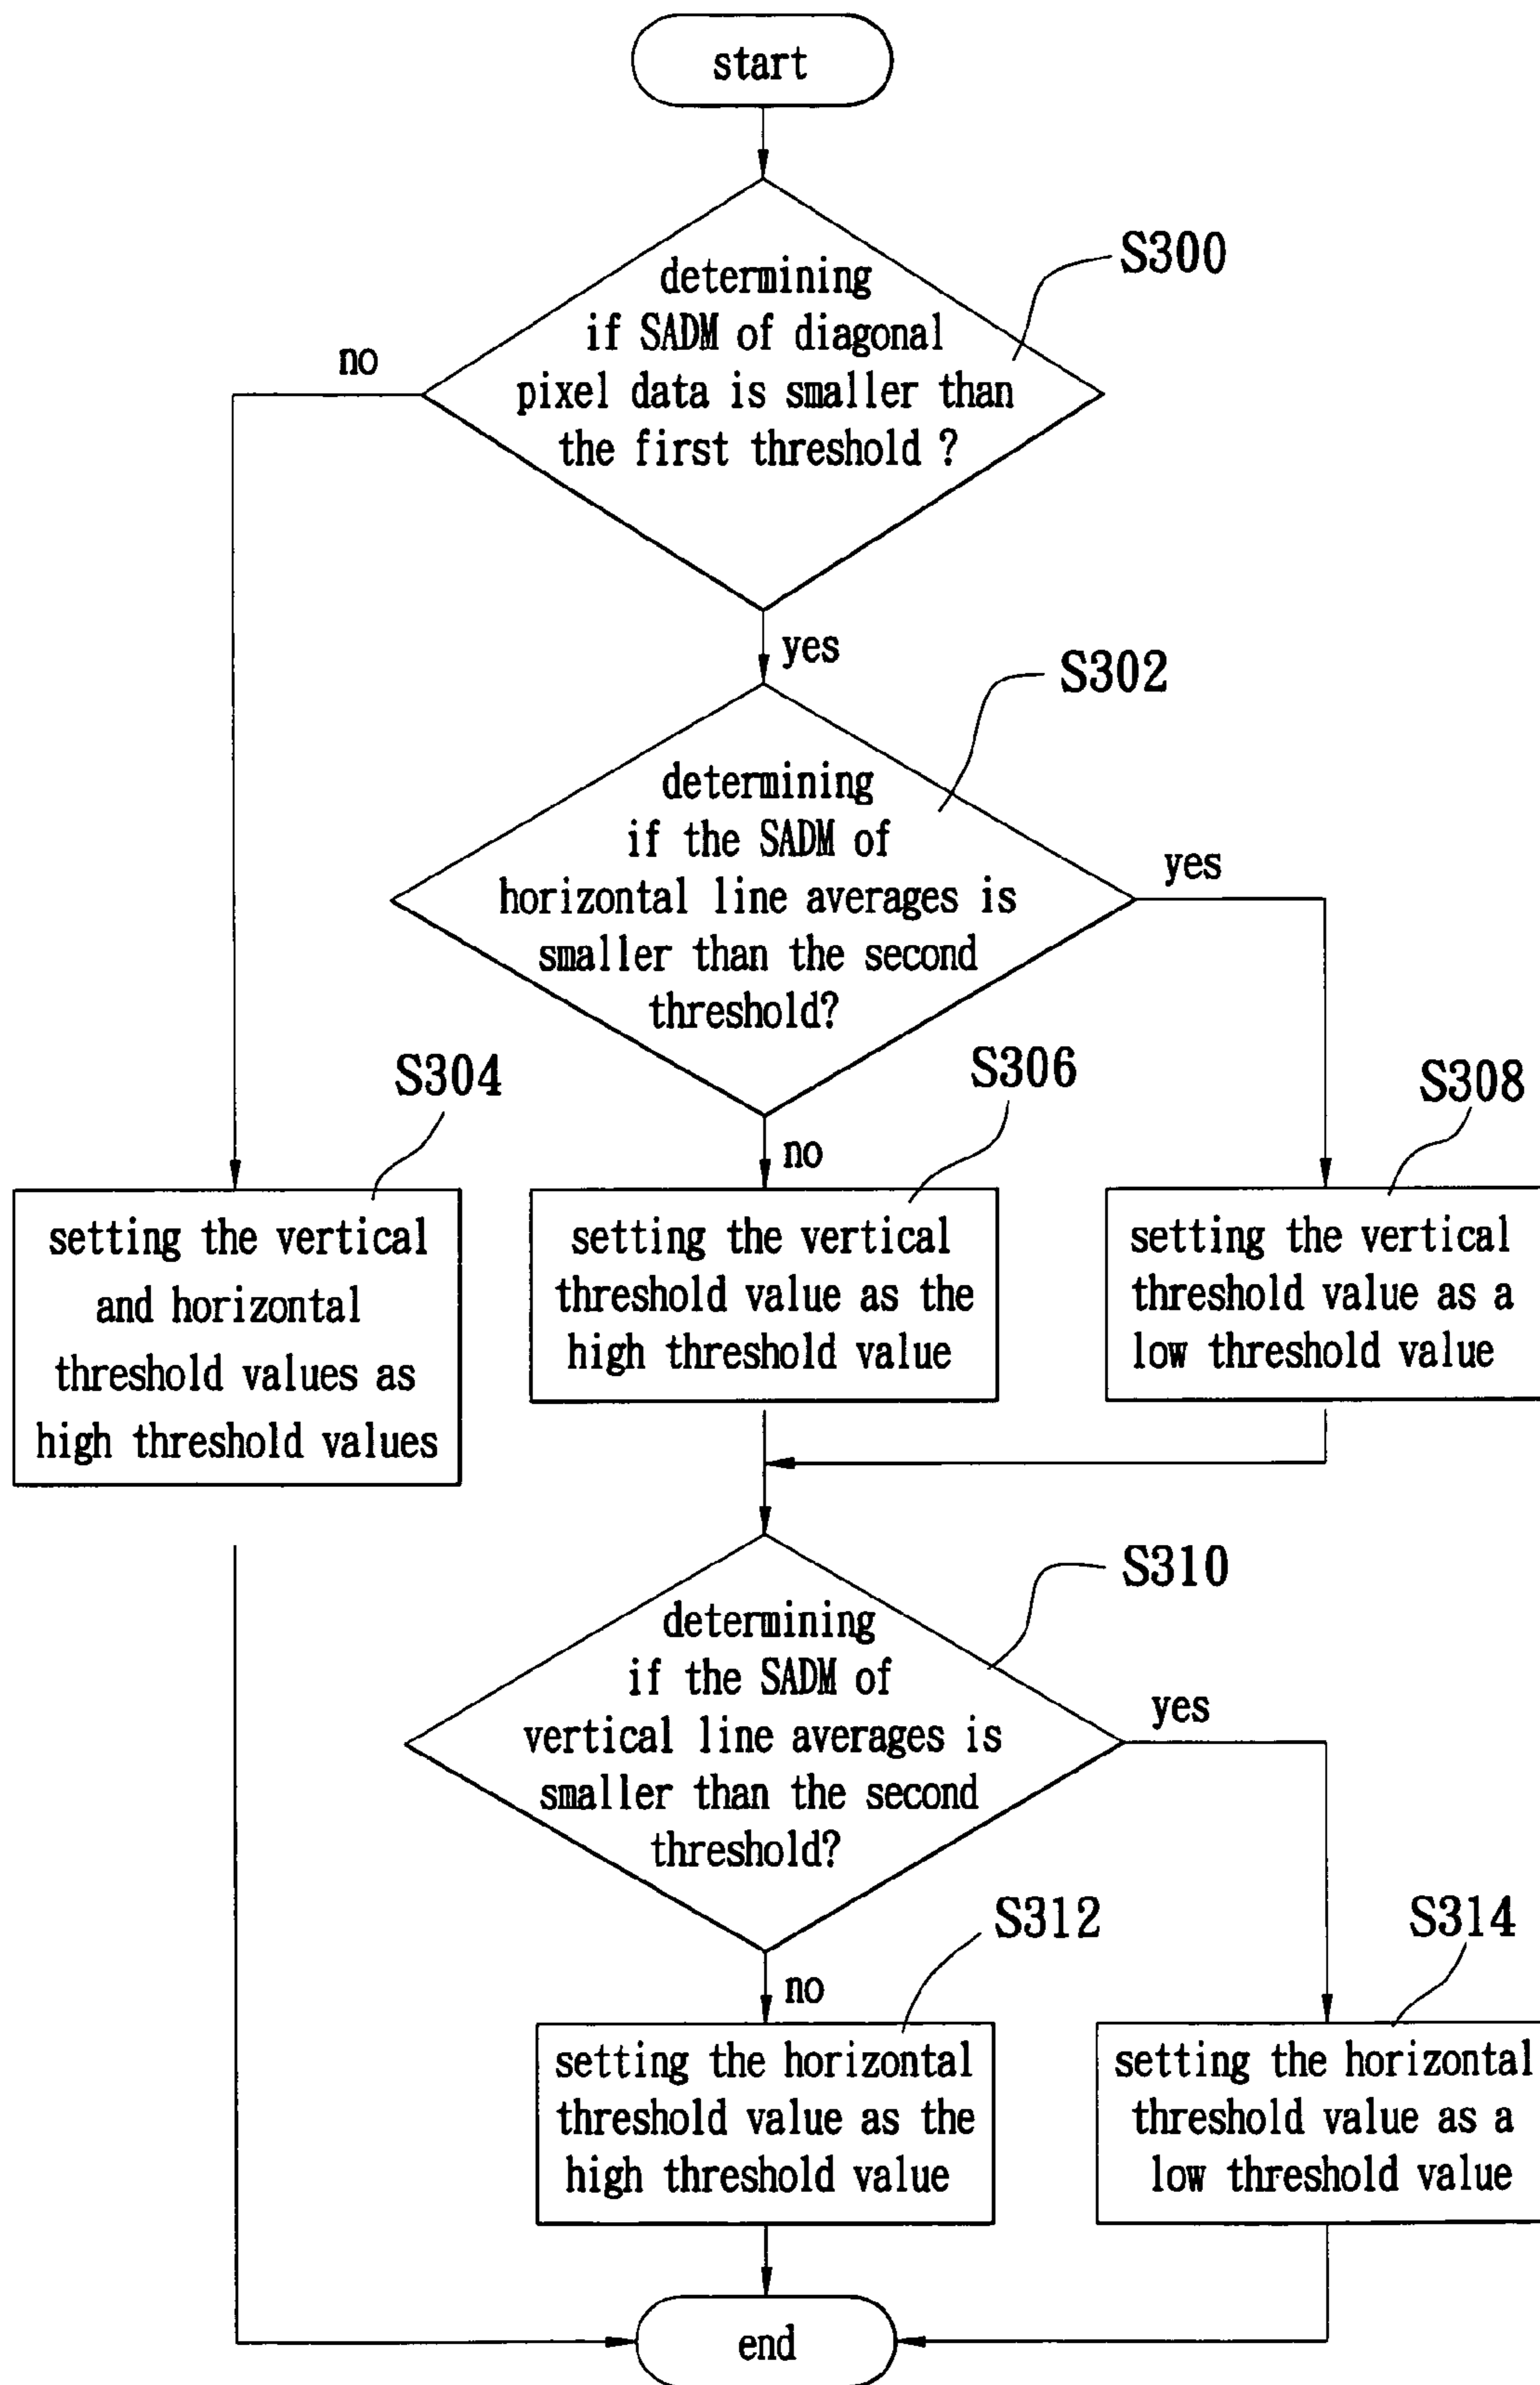 start
S300
determining
if SADM of diagonal
pixel data is smaller than
the first threshold ?
no
yes
S302
determining
if the SADM of
horizontal line averages is
smaller than the second
threshold?
yes
no
S304
setting the vertical
and horizontal
threshold values as
high threshold values
S306
setting the vertical
threshold value as the
high threshold value
S308
setting the vertical
threshold value as a
low threshold value
S310
determining
if the SADM of
vertical line averages is
smaller than the second
threshold?
yes
no
S312
setting the horizontal
threshold value as the
high threshold value
S314
setting the horizontal
threshold value as a
low threshold value
end